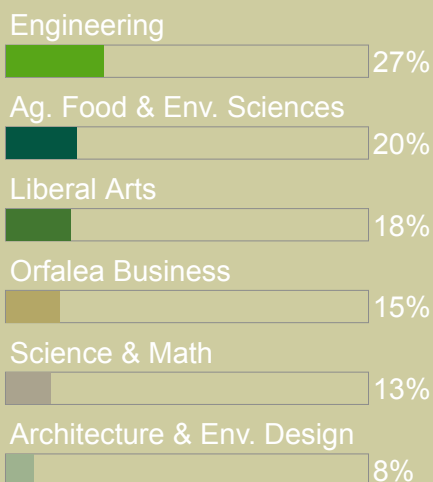 Engineering
27%
Ag. Food & Env. Sciences
20%
Liberal Arts
18%
Orfalea Business
15%
Science & Math
13%
Architecture & Env. Design
8%